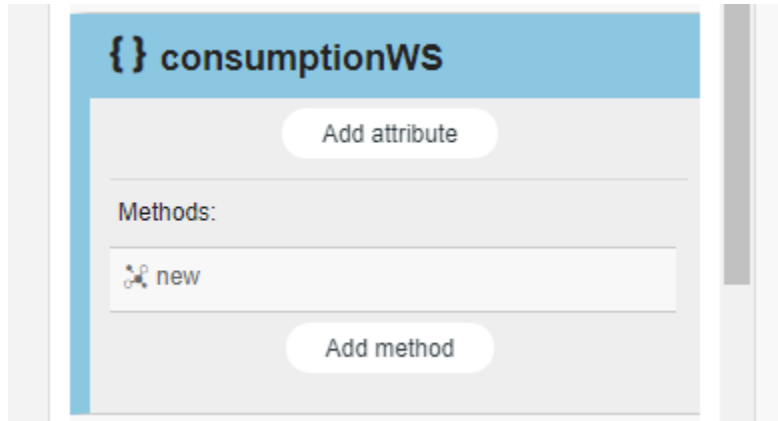 { } consumptionWS
Add attribute
Methods:
new
Add method